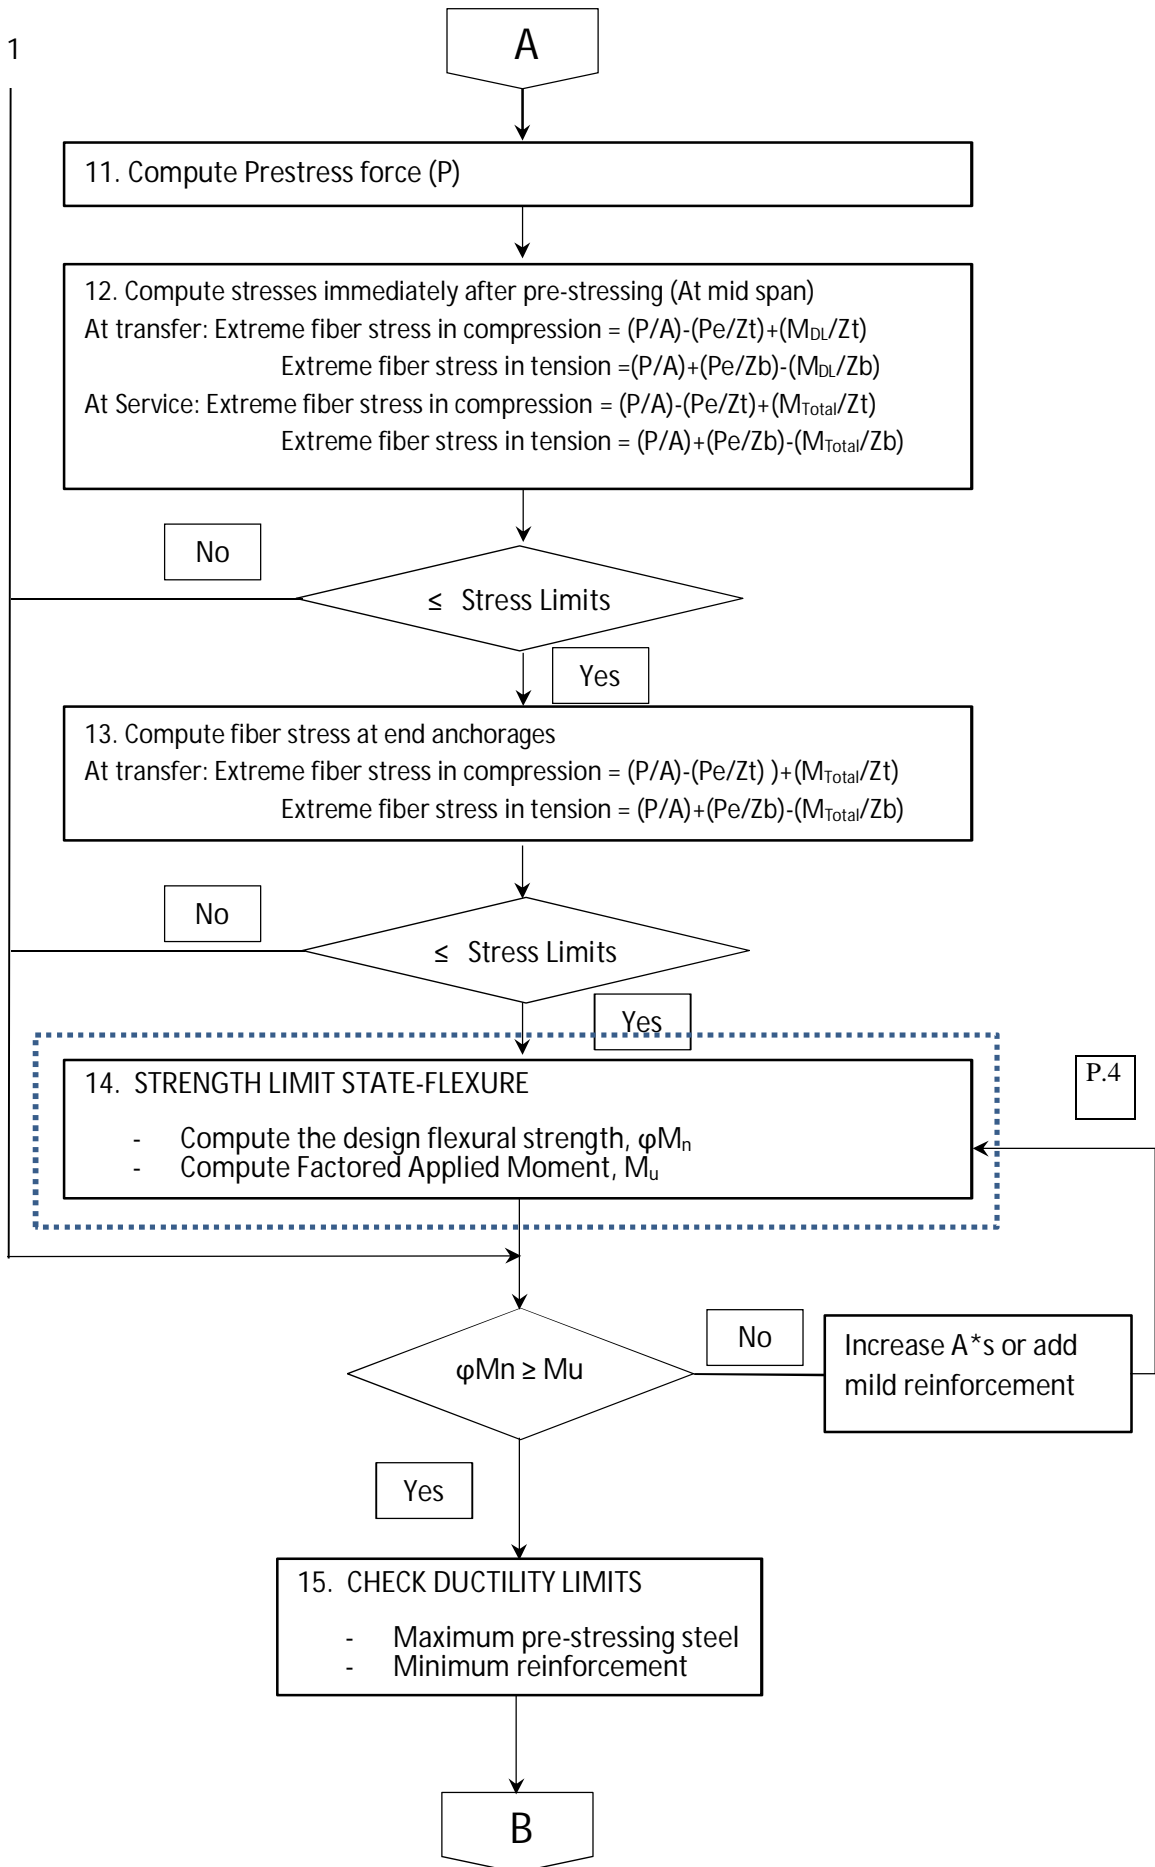 1
A
11. Compute Prestress force (P)
12. Compute stresses immediately after pre-stressing (At mid span)
At transfer: Extreme fiber stress in compression = (P/A)-(Pe/Zt)+(MDL/Zt)
Extreme fiber stress in tension =(P/A)+(Pe/Zb)-(MDL/Zb)
At Service: Extreme fiber stress in compression = (P/A)-(Pe/Zt)+(MTotal/Zt)
Extreme fiber stress in tension = (P/A)+(Pe/Zb)-(MTotal/Zb)
No
≤ Stress Limits
Yes
13. Compute fiber stress at end anchorages
At transfer: Extreme fiber stress in compression = (P/A)-(Pe/Zt) )+(MTotal/Zt)
Extreme fiber stress in tension = (P/A)+(Pe/Zb)-(MTotal/Zb)
No
≤ Stress Limits
Yes
14. STRENGTH LIMIT STATE-FLEXURE
- Compute the design flexural strength, φMn
- Compute Factored Applied Moment, Mu
P.4
φMn ≥ Mu
No
Increase A*s or add
mild reinforcement
Yes
15. CHECK DUCTILITY LIMITS
- Maximum pre-stressing steel
- Minimum reinforcement
B